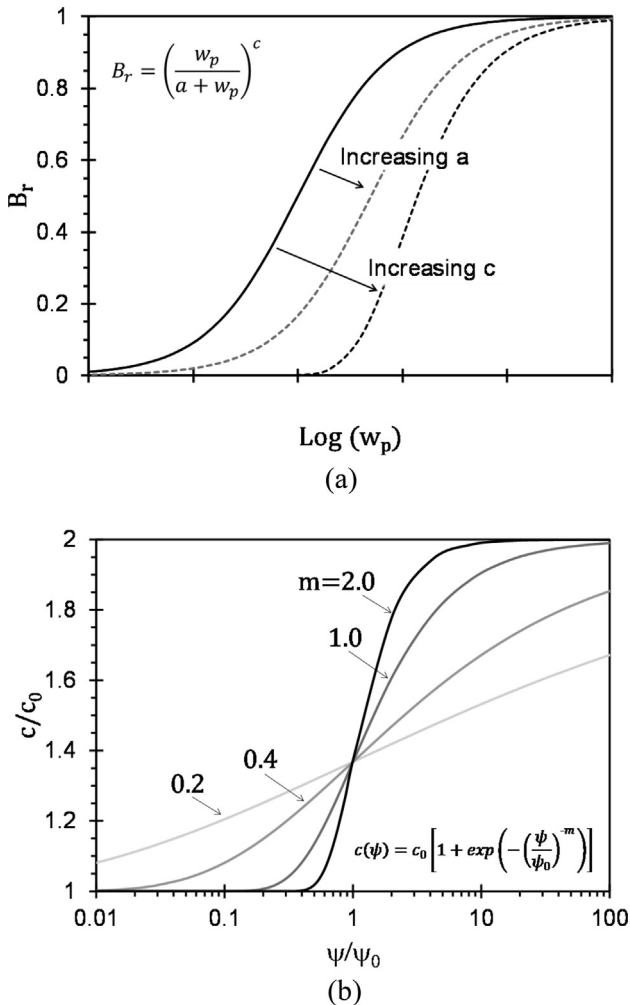 1
0.8
0.6
0.4
0.2
0
B_r
B_r = (w_p / (a + w_p))^c
Increasing a
Increasing c
Log (w_p)
(a)
2
1.8
1.6
1.4
1.2
1
c/c_0
m=2.0
1.0
0.4
0.2
c(ψ) = c_0 [1 + exp (-(ψ/ψ_0)^-m)]
0.01 0.1 1 10 100
ψ/ψ_0
(b)